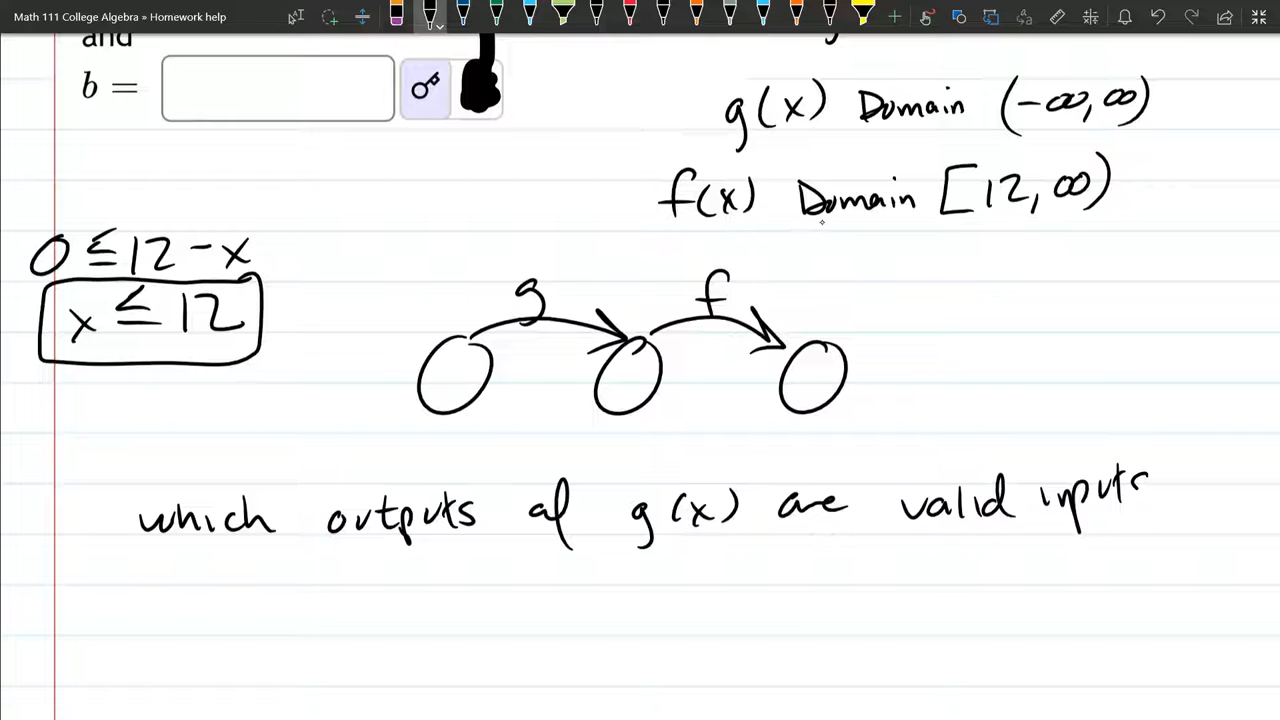 Math 111 College Algebra » Homework help
and
b =
g(x) Domain (-∞, ∞)
f(x) Domain [12, ∞)
0 ≤ 12 - x
x ≤ 12
g f
which outputs of g(x) are valid inputs